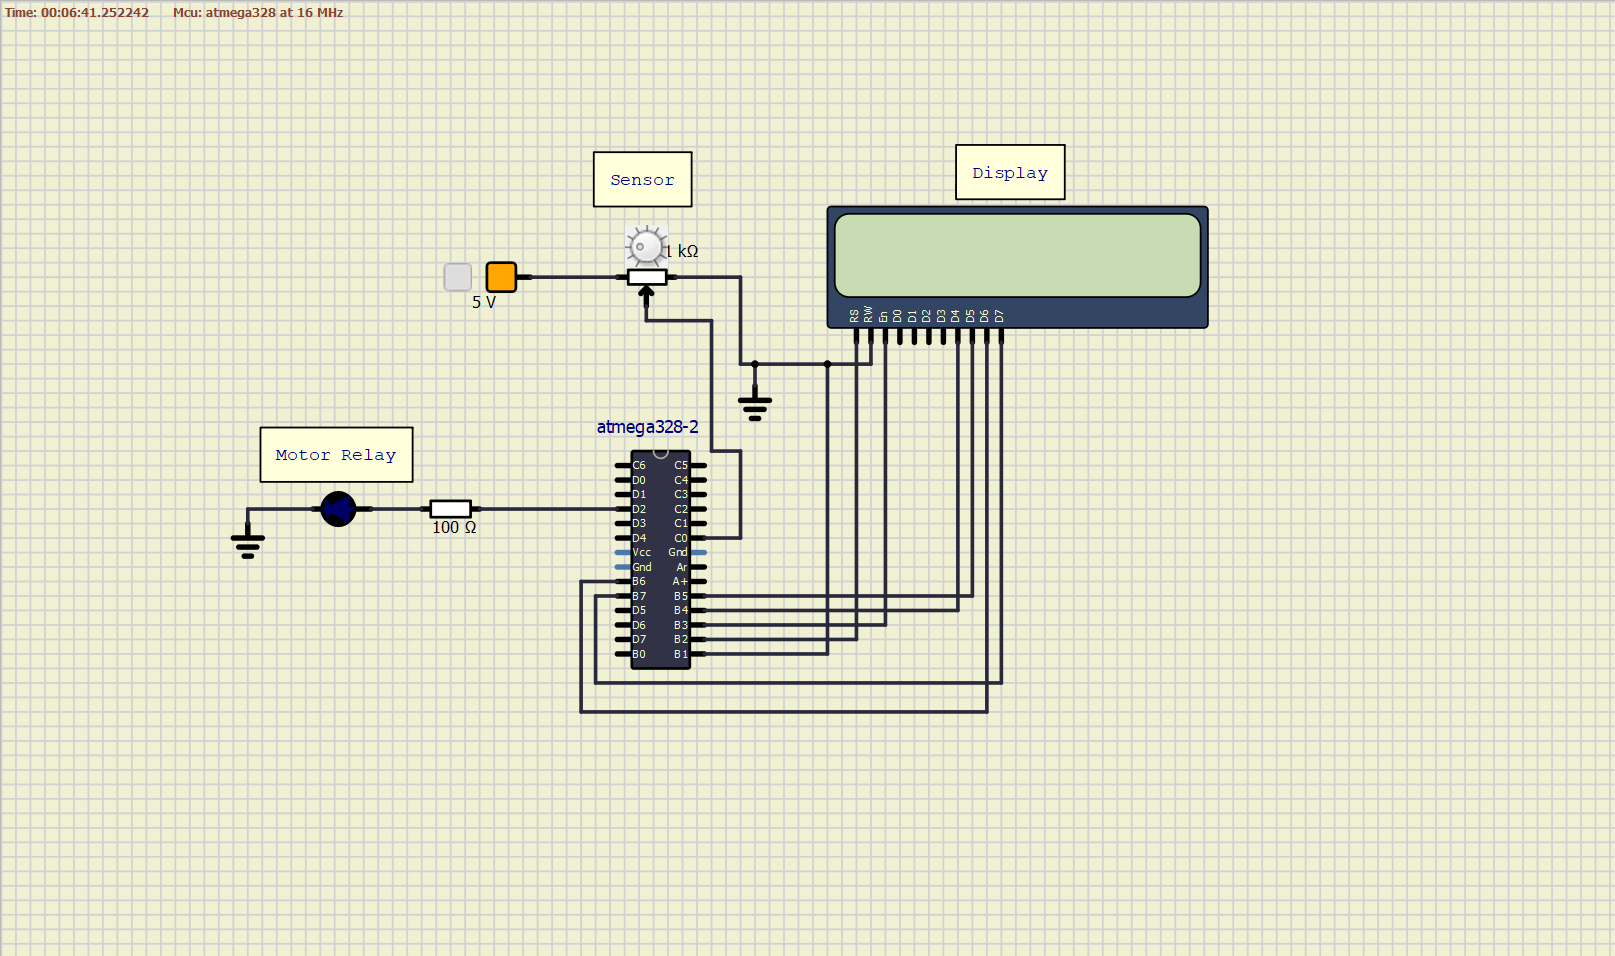 Time: 00:06:41.252242 Mcu: atmega328 at 16 MHz
Display
Sensor
1 kΩ
5 V
RS RW En D0 D1 D2 D3 D4 D5 D6 D7
atmega328-2
Motor Relay
100 Ω
C6 C5
D0 C4
D1 C3
D2 C2
D3 C1
D4 C0
Vcc Gnd
Gnd Ar
B6 A+
B7 B5
D5 B4
D6 B3
D7 B2
B0 B1